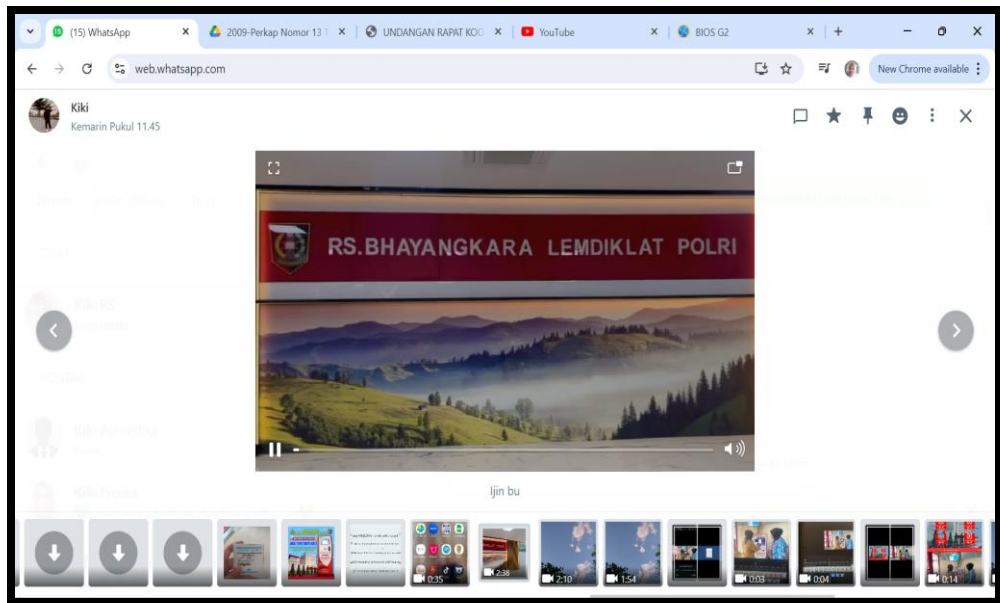 (15) WhatsApp
2009-Perkap Nomor 13 T
UNDANGAN RAPAT KOO
YouTube
BIOS G2
web.whatsapp.com
New Chrome available
Kiki
Kemarin Pukul 11.45
RS.BHAYANGKARA LEMDIKLAT POLRI
Ijin bu
0:35
2:38
2:10
1:54
0:03
0:04
0:14